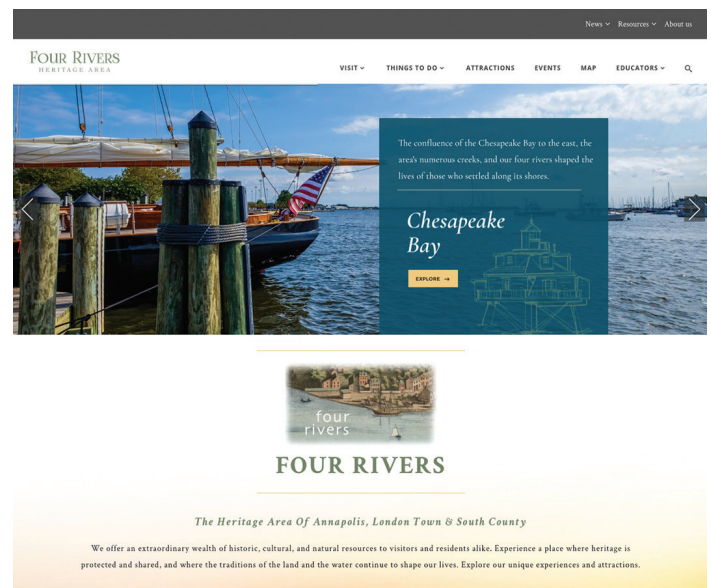 News Resources About us
FOUR RIVERS
HERITAGE AREA
VISIT THINGS TO DO ATTRACTIONS EVENTS MAP EDUCATORS
The confluence of the Chesapeake Bay to the east, the
area's numerous creeks, and our four rivers shaped the
lives of those who settled along its shores.
Chesapeake
Bay
EXPLORE →
four
rivers
FOUR RIVERS
The Heritage Area Of Annapolis, London Town & South County
We offer an extraordinary wealth of historic, cultural, and natural resources to visitors and residents alike. Experience a place where heritage is
protected and shared, and where the traditions of the land and the water continue to shape our lives. Explore our unique experiences and attractions.